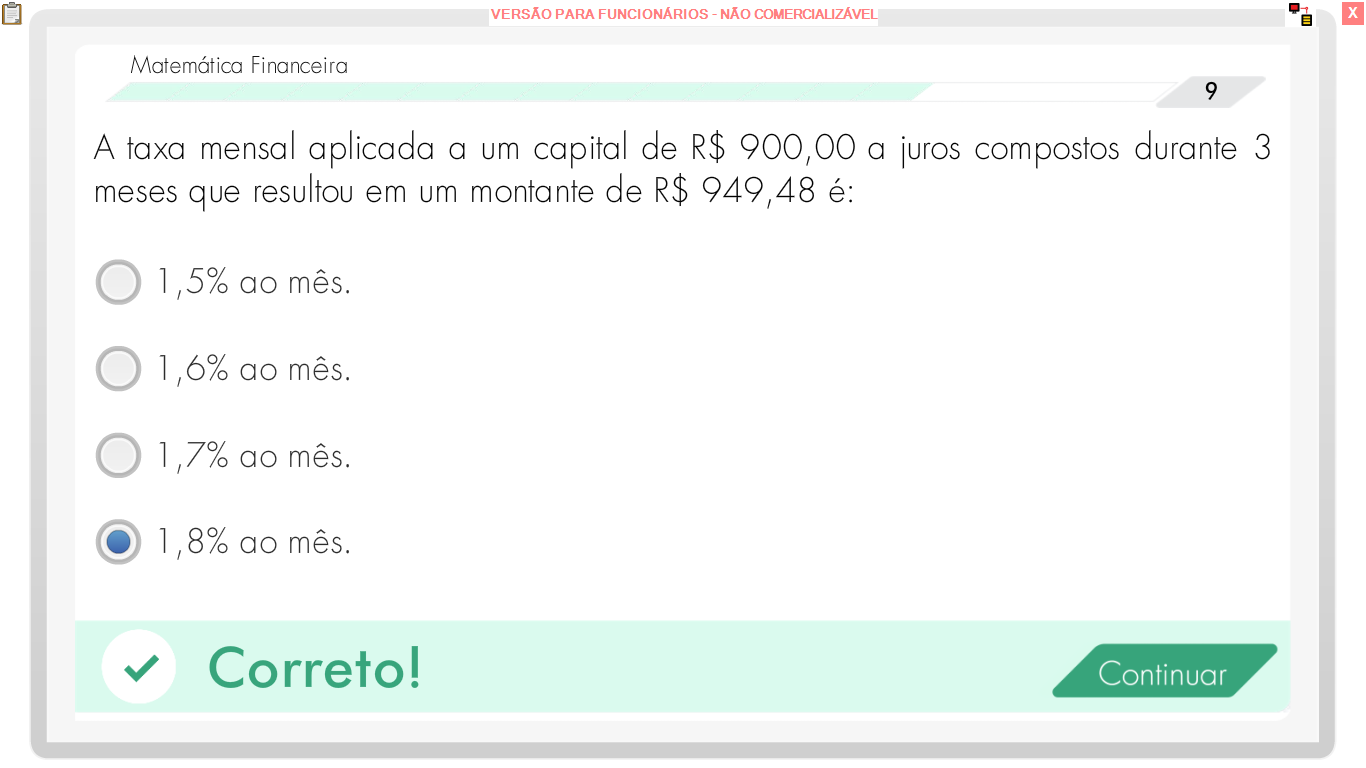 VERSÃO PARA FUNCIONÁRIOS - NÃO COMERCIALIZÁVEL
X
Matemática Financeira
9
A taxa mensal aplicada a um capital de R$ 900,00 a juros compostos durante 3
meses que resultou em um montante de R$ 949,48 é:
1,5% ao mês.
1,6% ao mês.
1,7% ao mês.
1,8% ao mês.
Correto!
Continuar